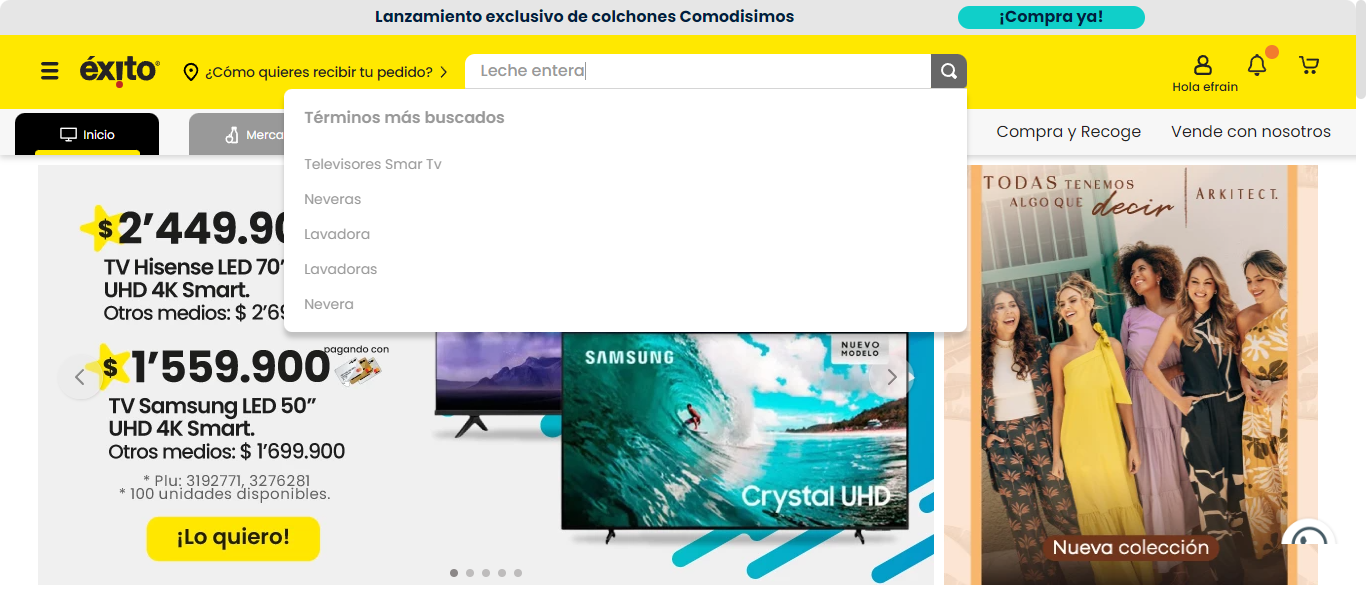 Lanzamiento exclusivo de colchones Comodisimos
¡Compra ya!
éxito
¿Cómo quieres recibir tu pedido?
Leche entera
Hola efrain
Inicio
Merca
Compra y Recoge
Vende con nosotros
Términos más buscados
Televisores Smar Tv
Neveras
Lavadora
Lavadoras
Nevera
$2’449.90
TV Hisense LED 70’
UHD 4K Smart.
Otros medios: $ 2’69
pagando con
$1’559.900
TV Samsung LED 50”
UHD 4K Smart.
Otros medios: $ 1’699.900
* Plu: 3192771, 3276281
* 100 unidades disponibles.
¡Lo quiero!
SAMSUNG
NUEVO
MODELO
Crystal UHD
TODAS TENEMOS
ALGO QUE decir
ARKITECT.
Nueva colección